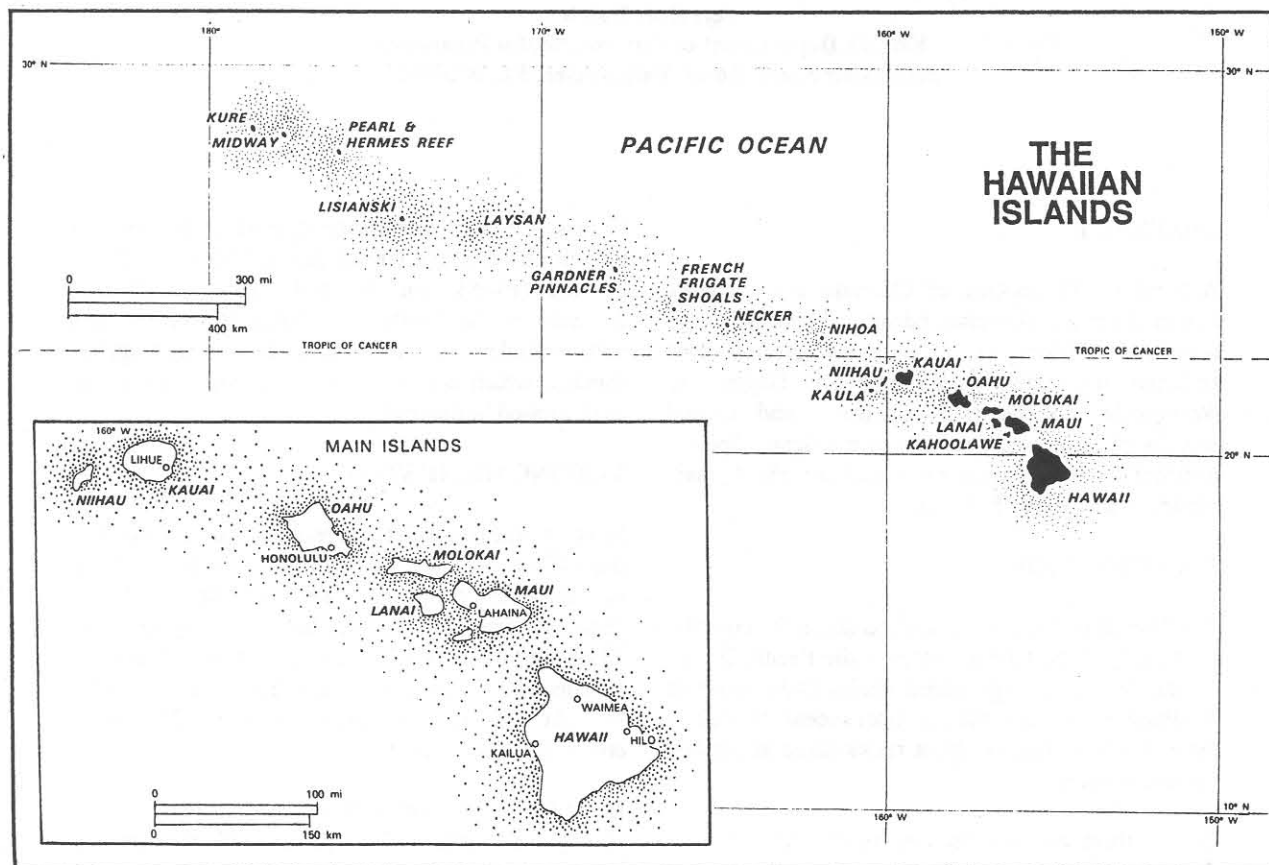 180°
170° W
160° W
150° W
30° N
30° N
KURE
MIDWAY
PEARL &
HERMES REEF
PACIFIC OCEAN
THE
HAWAIIAN
ISLANDS
LISIANSKI
LAYSAN
GARDNER
PINNACLES
FRENCH
FRIGATE
SHOALS
NECKER
NIHOA
0 300 mi
400 km
TROPIC OF CANCER
TROPIC OF CANCER
KAUAI
NIIHAU
KAULA
OAHU
MOLOKAI
LANAI
MAUI
KAHOOLAWE
20° N
HAWAII
MAIN ISLANDS
160° W
LIHUE
NIIHAU
KAUAI
OAHU
HONOLULU
MOLOKAI
MAUI
LANAI
LAHAINA
WAIMEA
HAWAII
HILO
KAILUA
0 100 mi
0 150 km
10° N
160° W
150° W